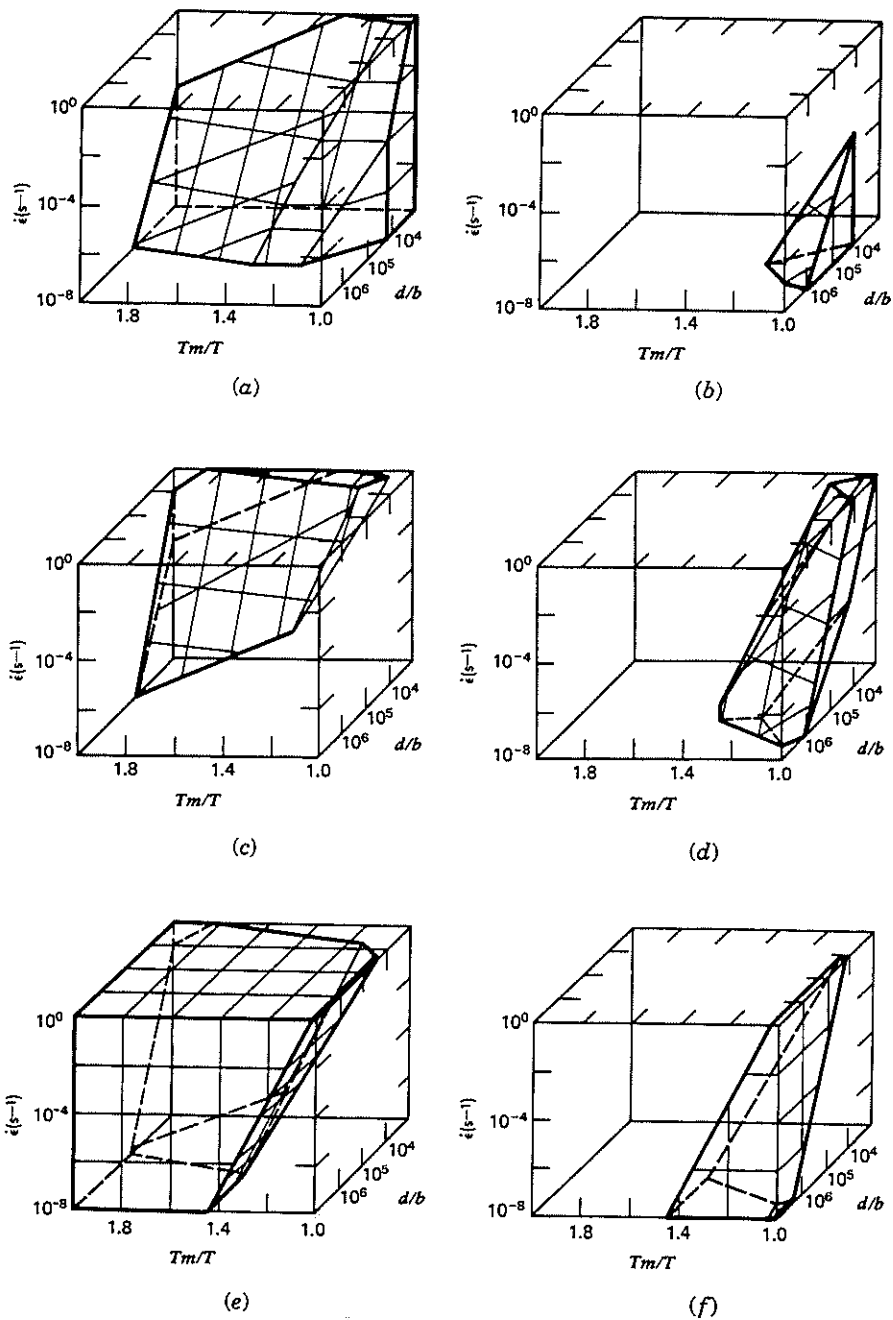 10⁰
10⁻⁴
10⁻⁸
ε̇(s−1)
1.8
1.4
1.0
Tm/T
10⁶
10⁵
10⁴
d/b
(a)
10⁰
10⁻⁴
10⁻⁸
ε̇(s−1)
1.8
1.4
1.0
Tm/T
10⁶
10⁵
10⁴
d/b
(b)
10⁰
10⁻⁴
10⁻⁸
ε̇(s−1)
1.8
1.4
1.0
Tm/T
10⁶
10⁵
10⁴
d/b
(c)
10⁰
10⁻⁴
10⁻⁸
ε̇(s−1)
1.8
1.4
1.0
Tm/T
10⁶
10⁵
10⁴
d/b
(d)
10⁰
10⁻⁴
10⁻⁸
ε̇(s−1)
1.8
1.4
1.0
Tm/T
10⁶
10⁵
10⁴
d/b
(e)
10⁰
10⁻⁴
10⁻⁸
ε̇(s−1)
1.8
1.4
1.0
Tm/T
10⁶
10⁵
10⁴
d/b
(f)